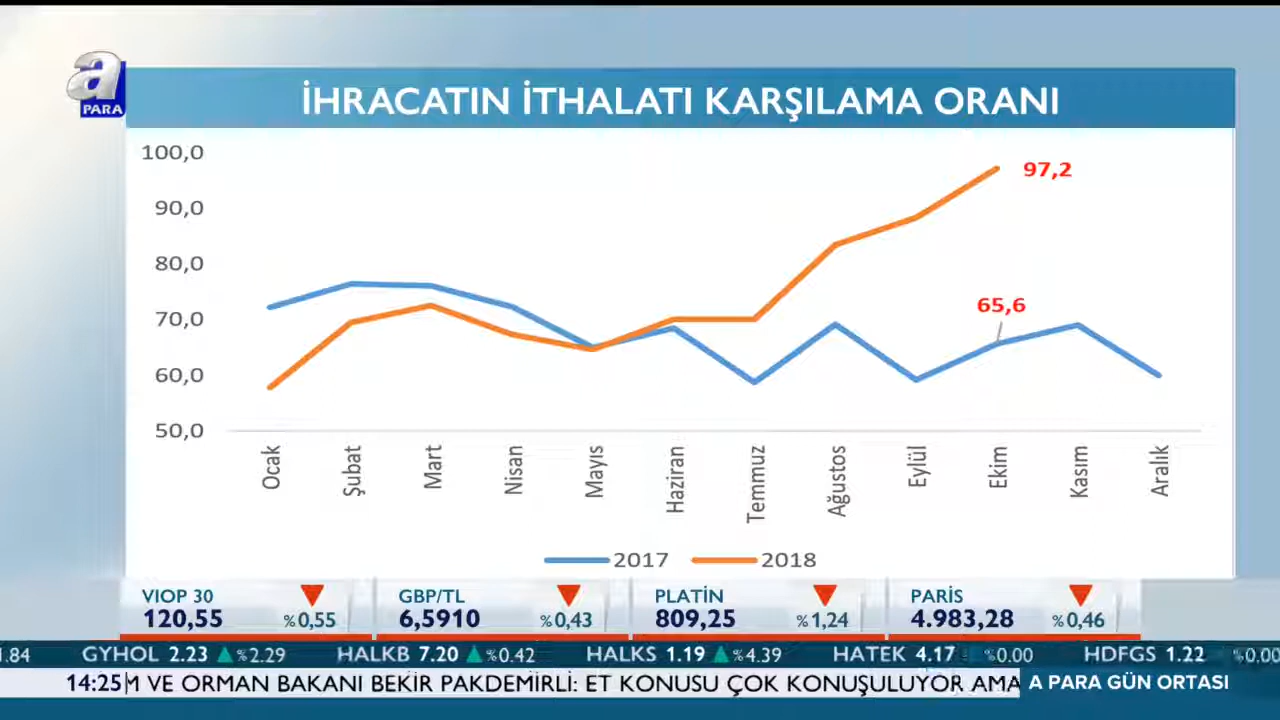 a
PARA
İHRACATIN İTHALATI KARŞILAMA ORANI
100,0
90,0
80,0
70,0
60,0
50,0
97,2
65,6
Ocak
Şubat
Mart
Nisan
Mayıs
Haziran
Temmuz
Ağustos
Eylül
Ekim
Kasım
Aralık
2017
2018
VIOP 30
120,55
%0,55
GBP/TL
6,5910
%0,43
PLATİN
809,25
%1,24
PARİS
4.983,28
%0,46
1.84 GYHOL 2.23 %2.29 HALKB 7.20 %0.42 HALKS 1.19 %4.39 HATEK 4.17 %0.00 HDFGS 1.22 %0.00
14:25 M VE ORMAN BAKANI BEKİR PAKDEMİRLİ: ET KONUSU ÇOK KONUŞULUYOR AMA A PARA GÜN ORTASI